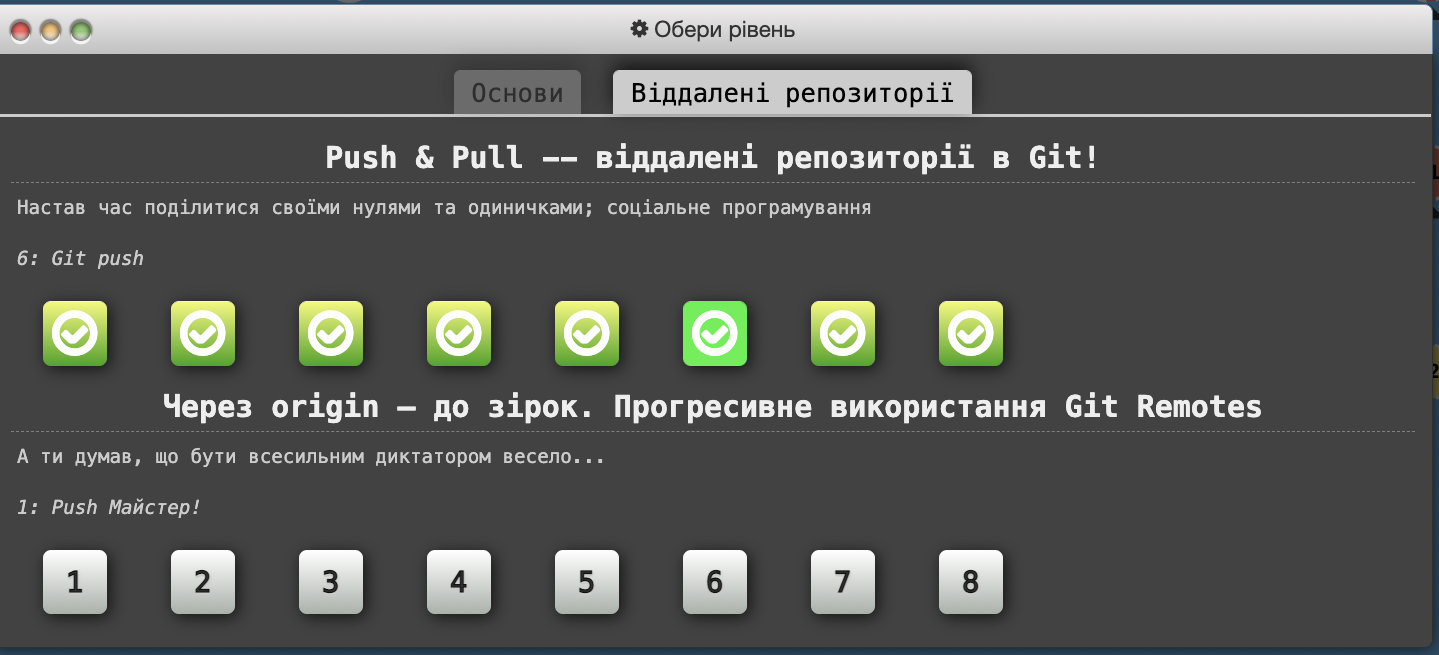 Обери рівень
Основи Віддалені репозиторії
Push & Pull –– віддалені репозиторії в Git!
Настав час поділитися своїми нулями та одиничками; соціальне програмування
6: Git push
Через origin – до зірок. Прогресивне використання Git Remotes
А ти думав, що бути всесильним диктатором весело...
1: Push Майстер!
1 2 3 4 5 6 7 8